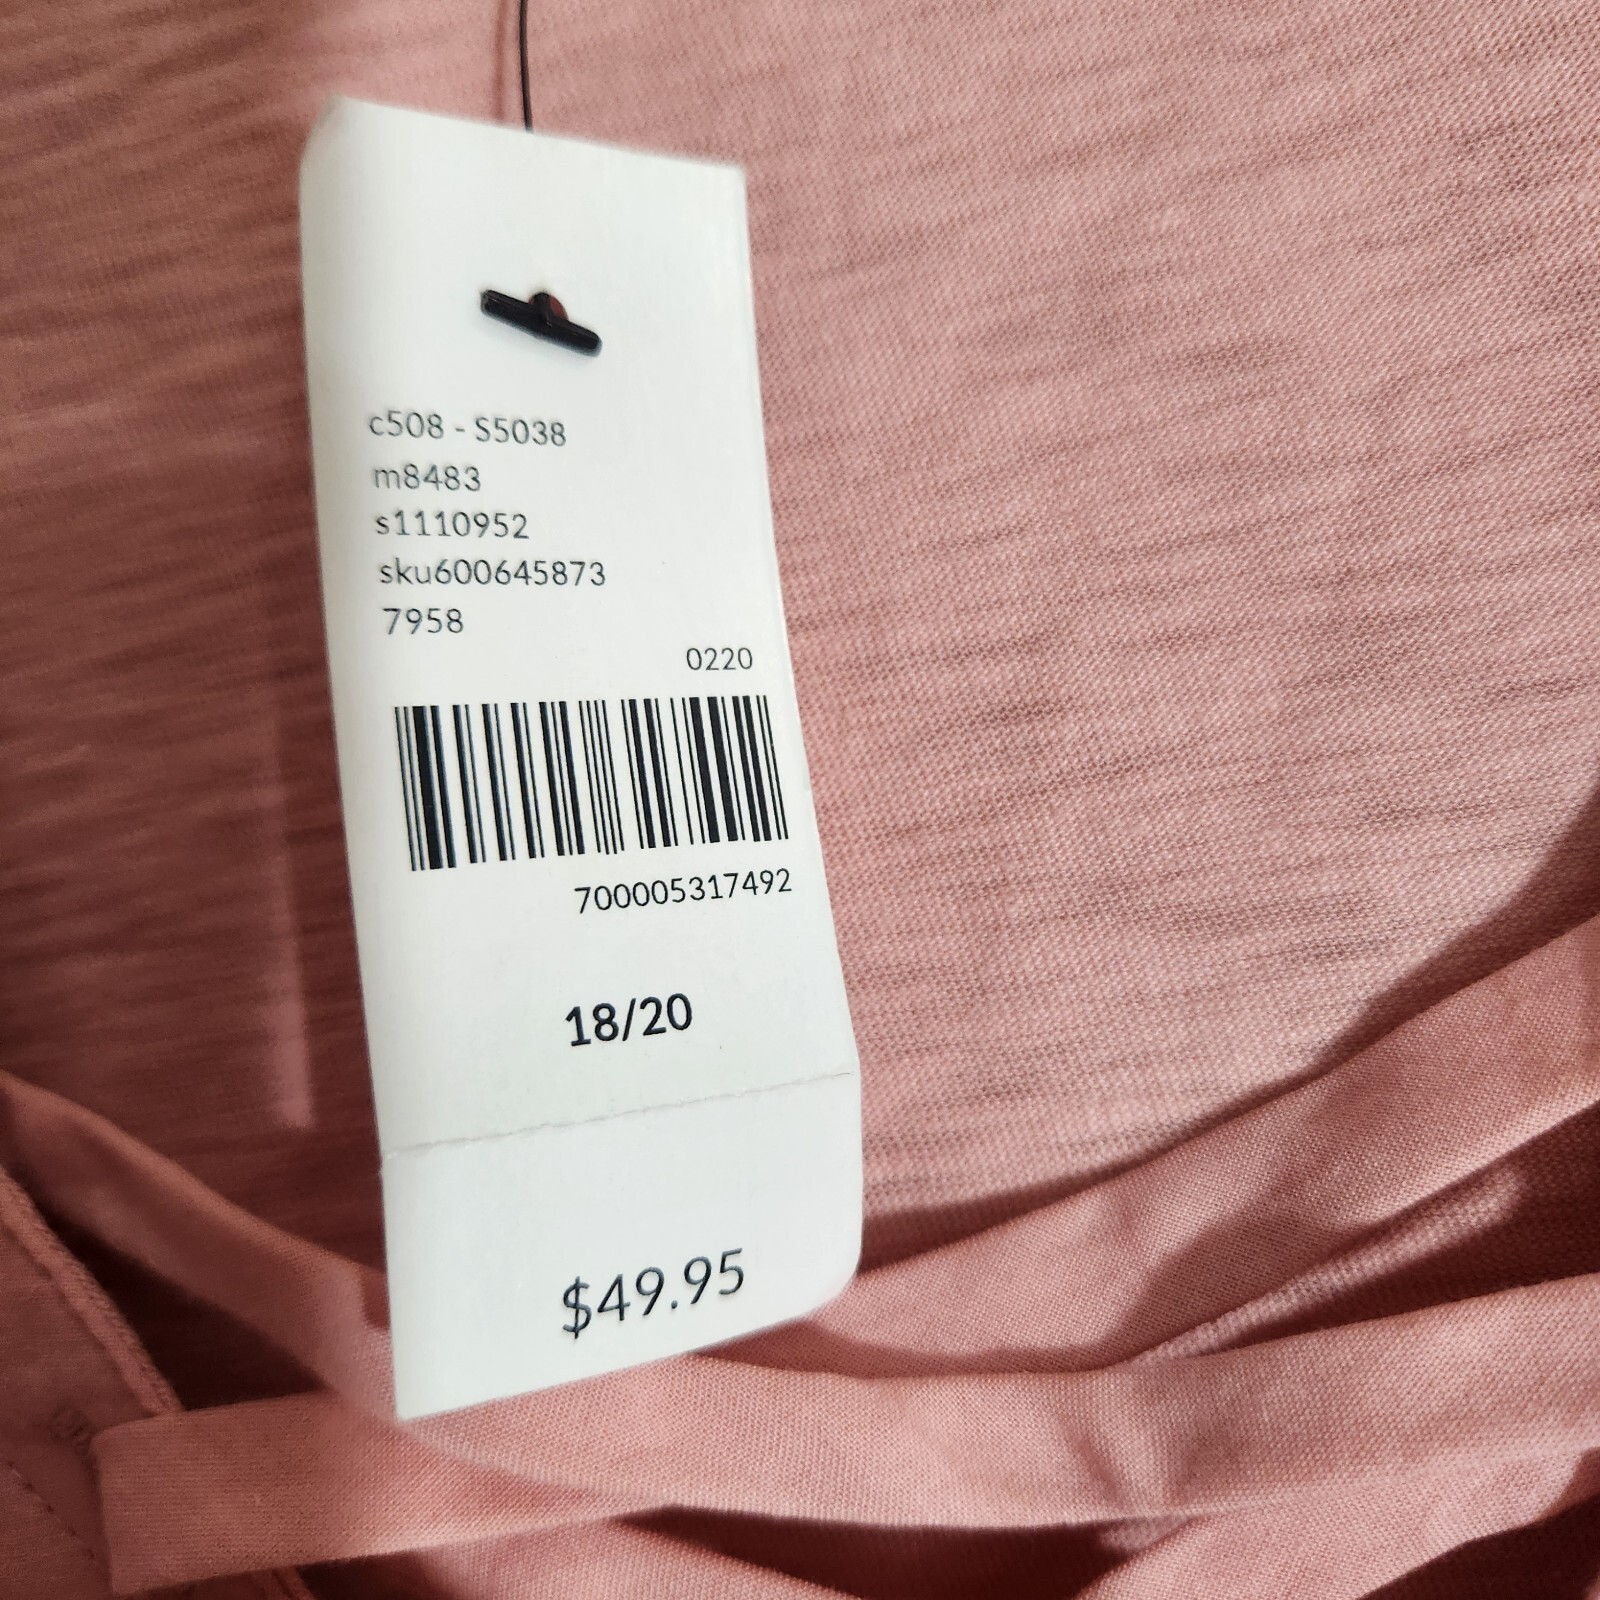 c508 - S5038
m8483
s1110952
sku600645873
7958
0220
700005317492
18/20
$49.95